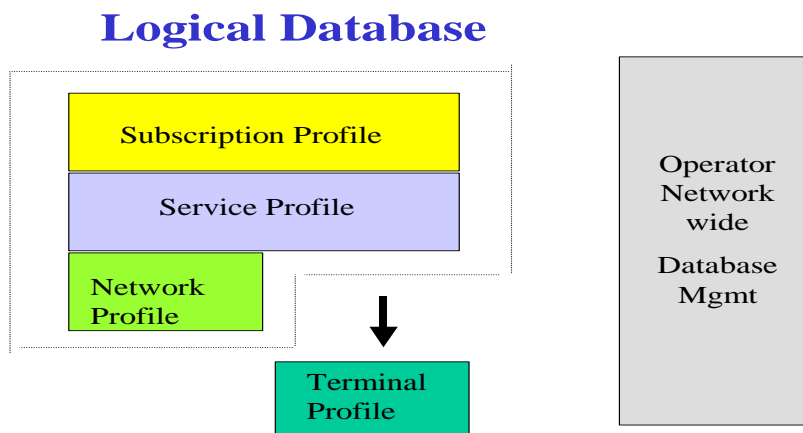 Logical Database
Subscription Profile
Service Profile
Network
Profile
Terminal
Profile
Operator
Network
wide
Database
Mgmt